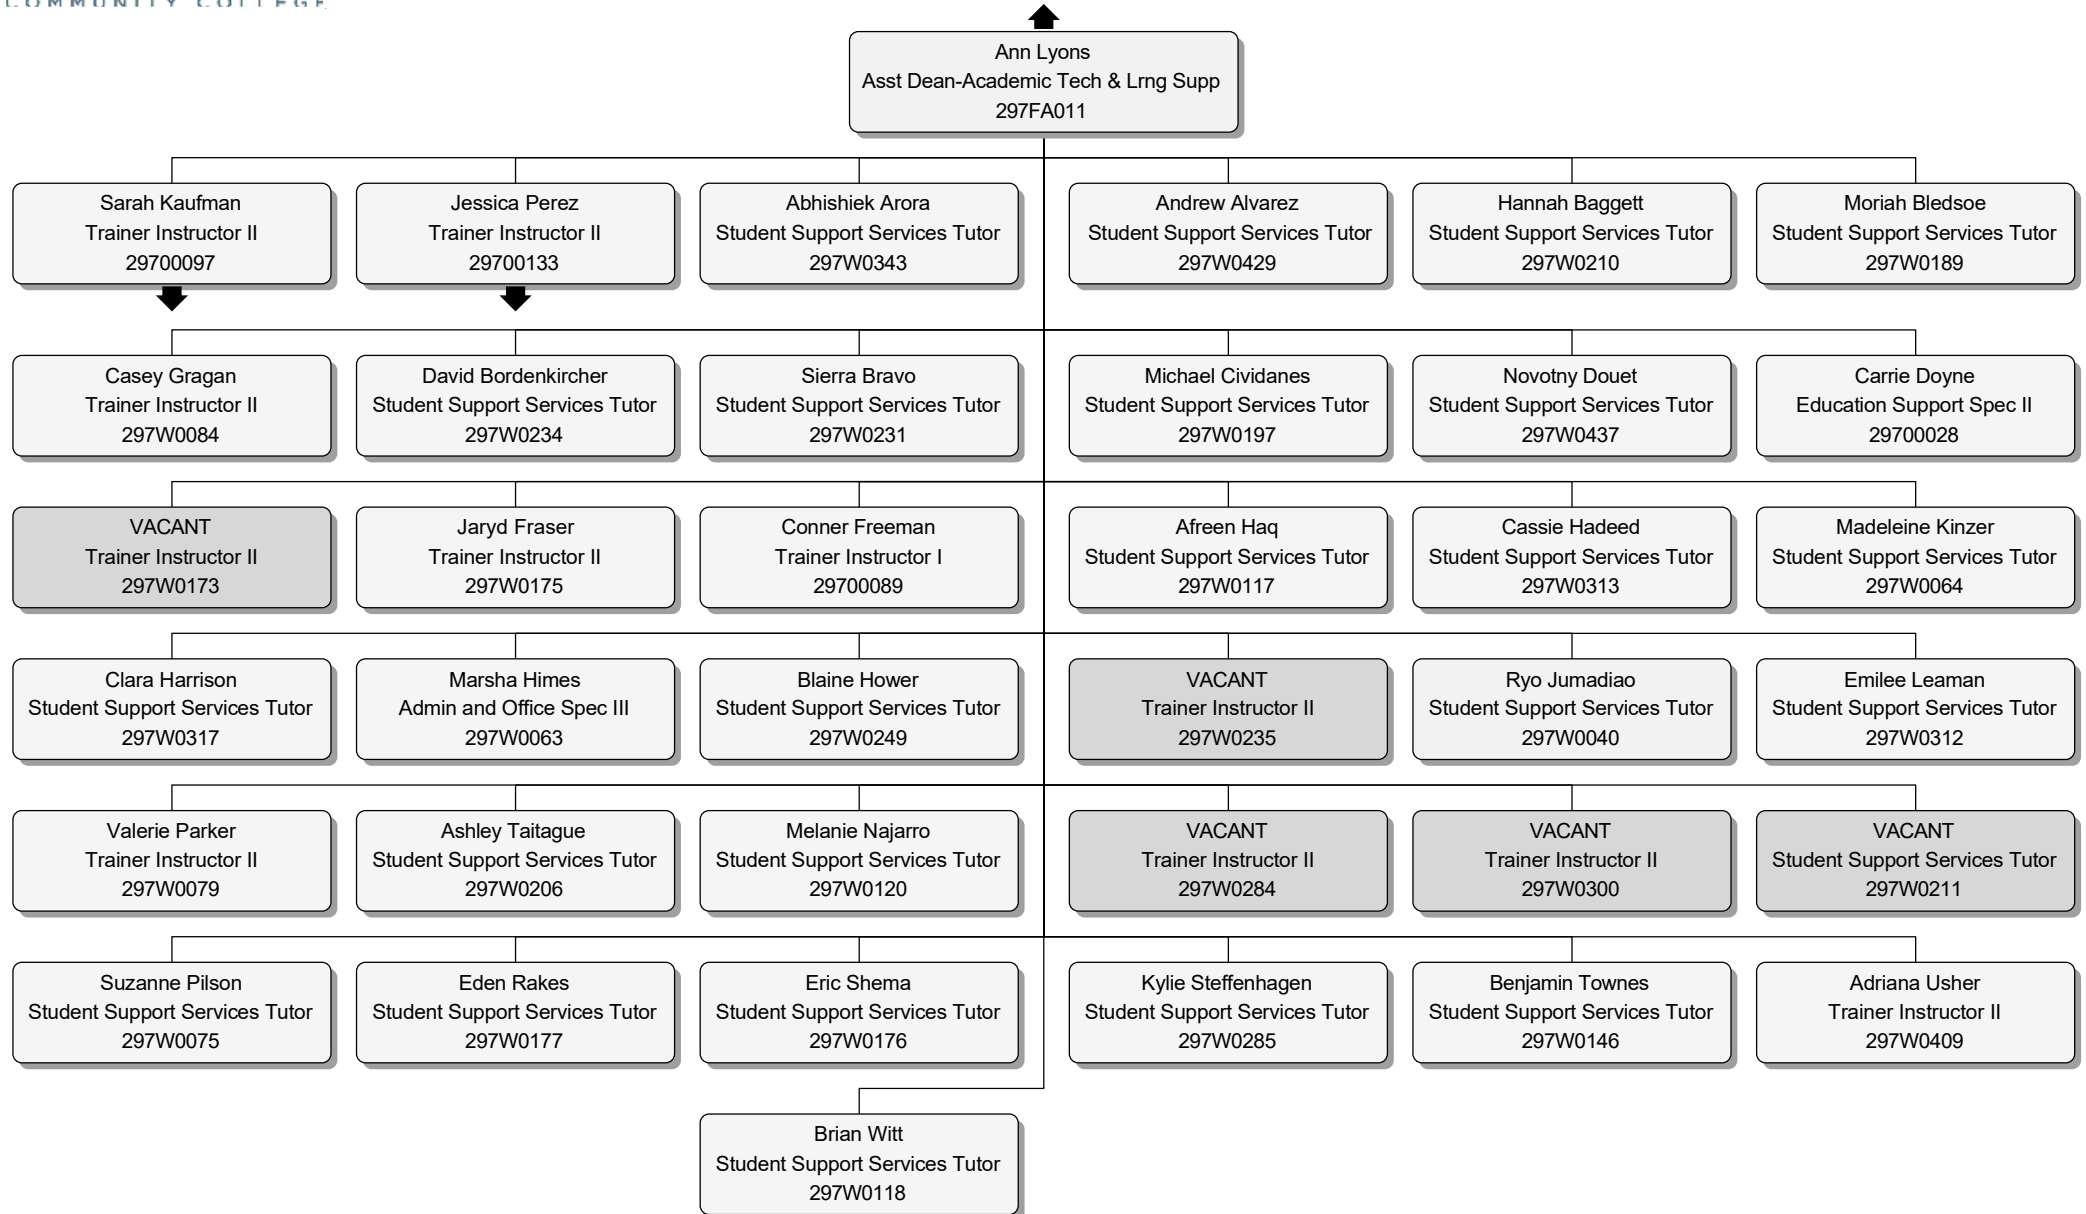 COMMUNITY COLLEGE
Ann Lyons
Asst Dean-Academic Tech & Lrng Supp
297FA011
Sarah Kaufman
Trainer Instructor II
29700097
Jessica Perez
Trainer Instructor II
29700133
Abhishiek Arora
Student Support Services Tutor
297W0343
Andrew Alvarez
Student Support Services Tutor
297W0429
Hannah Baggett
Student Support Services Tutor
297W0210
Moriah Bledsoe
Student Support Services Tutor
297W0189
Casey Gragan
Trainer Instructor II
297W0084
David Bordenkircher
Student Support Services Tutor
297W0234
Sierra Bravo
Student Support Services Tutor
297W0231
Michael Cividanes
Student Support Services Tutor
297W0197
Novotny Douet
Student Support Services Tutor
297W0437
Carrie Doyne
Education Support Spec II
29700028
VACANT
Trainer Instructor II
297W0173
Jaryd Fraser
Trainer Instructor II
297W0175
Conner Freeman
Trainer Instructor I
29700089
Afreen Haq
Student Support Services Tutor
297W0117
Cassie Hadeed
Student Support Services Tutor
297W0313
Madeleine Kinzer
Student Support Services Tutor
297W0064
Clara Harrison
Student Support Services Tutor
297W0317
Marsha Himes
Admin and Office Spec III
297W0063
Blaine Hower
Student Support Services Tutor
297W0249
VACANT
Trainer Instructor II
297W0235
Ryo Jumadiao
Student Support Services Tutor
297W0040
Emilee Leaman
Student Support Services Tutor
297W0312
Valerie Parker
Trainer Instructor II
297W0079
Ashley Taitague
Student Support Services Tutor
297W0206
Melanie Najarro
Student Support Services Tutor
297W0120
VACANT
Trainer Instructor II
297W0284
VACANT
Trainer Instructor II
297W0300
VACANT
Student Support Services Tutor
297W0211
Suzanne Pilson
Student Support Services Tutor
297W0075
Eden Rakes
Student Support Services Tutor
297W0177
Eric Shema
Student Support Services Tutor
297W0176
Kylie Steffenhagen
Student Support Services Tutor
297W0285
Benjamin Townes
Student Support Services Tutor
297W0146
Adriana Usher
Trainer Instructor II
297W0409
Brian Witt
Student Support Services Tutor
297W0118